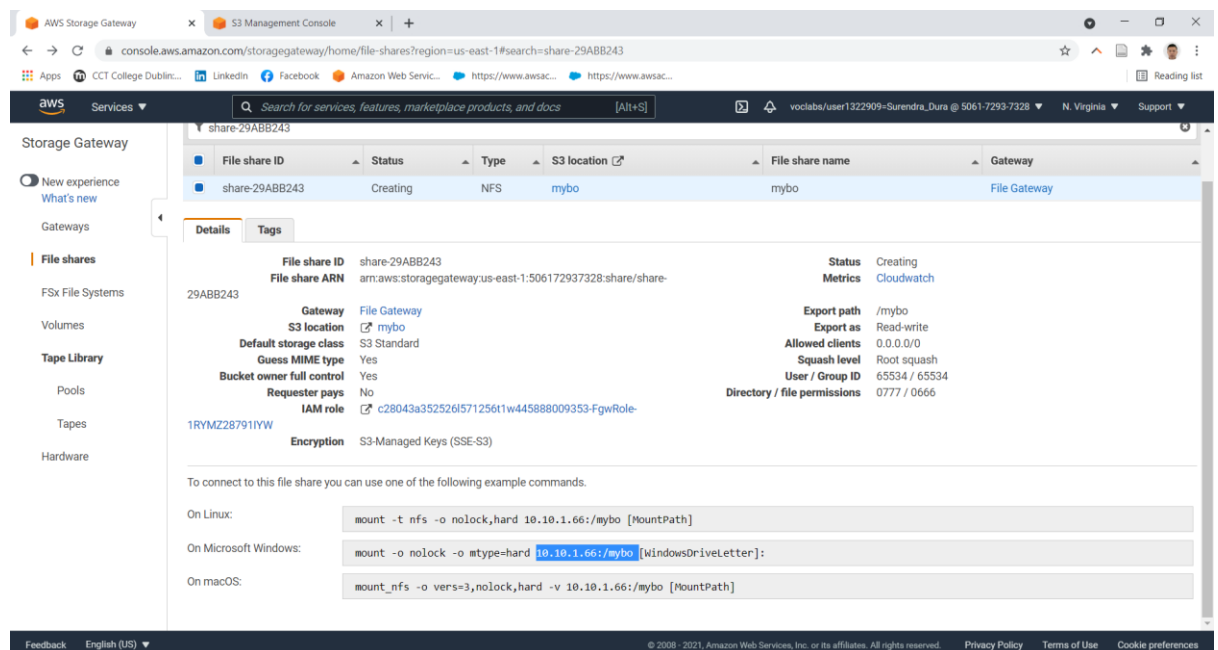 AWS Storage Gateway
S3 Management Console
console.aws.amazon.com/storagegateway/home/file-shares?region=us-east-1#search=share-29ABB243
Apps CCT College Dublin:... LinkedIn Facebook Amazon Web Servic... https://www.awsac... https://www.awsac... Reading list
aws Services Search for services, features, marketplace products, and docs [Alt+S] voclabs/user1322909=Surendra_Dura @ 5061-7293-7328 N. Virginia Support
Storage Gateway
New experience
What's new
Gateways
File shares
FSx File Systems
Volumes
Tape Library
Pools
Tapes
Hardware
share-29ABB243
File share ID Status Type S3 location File share name Gateway
share-29ABB243 Creating NFS mybo mybo File Gateway
Details Tags
File share ID share-29ABB243
File share ARN arn:aws:storagegateway:us-east-1:506172937328:share/share-
29ABB243
Gateway File Gateway
S3 location mybo
Default storage class S3 Standard
Guess MIME type Yes
Bucket owner full control Yes
Requester pays No
IAM role c28043a352526l571256t1w445888009353-FgwRole-
1RYMZ28791IYW
Encryption S3-Managed Keys (SSE-S3)
Status Creating
Metrics Cloudwatch
Export path /mybo
Export as Read-write
Allowed clients 0.0.0.0/0
Squash level Root squash
User / Group ID 65534 / 65534
Directory / file permissions 0777 / 0666
To connect to this file share you can use one of the following example commands.
On Linux: mount -t nfs -o nolock,hard 10.10.1.66:/mybo [MountPath]
On Microsoft Windows: mount -o nolock -o mtype=hard 10.10.1.66:/mybo [WindowsDriveLetter]:
On macOS: mount_nfs -o vers=3,nolock,hard -v 10.10.1.66:/mybo [MountPath]
Feedback English (US) © 2008 - 2021, Amazon Web Services, Inc. or its affiliates. All rights reserved. Privacy Policy Terms of Use Cookie preferences